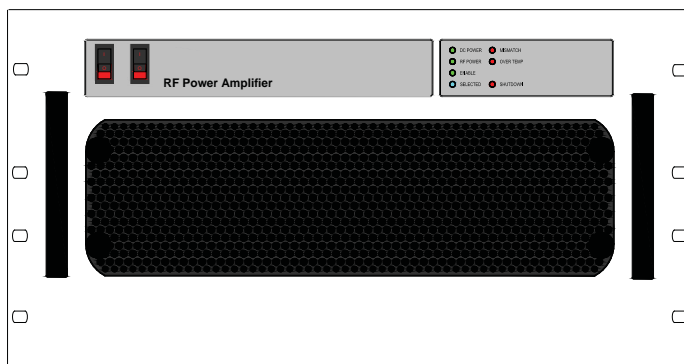 RF Power Amplifier
DC POWER MISMATCH
RF POWER OVER TEMP
ENABLE
SELECTED SHUTDOWN